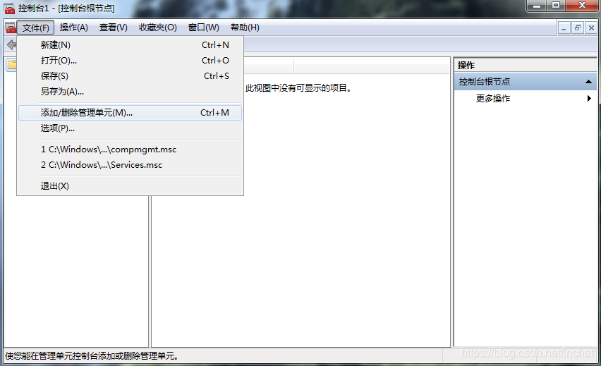 控制台1 - [控制台根节点]
文件(F) 操作(A) 查看(V) 收藏夹(O) 窗口(W) 帮助(H)
新建(N) Ctrl+N
打开(O)... Ctrl+O
保存(S) Ctrl+S
另存为(A)...
添加/删除管理单元(M)... Ctrl+M
选项(P)...
1 C:\Windows\...\compmgmt.msc
2 C:\Windows\...\Services.msc
退出(X)
此视图中没有可显示的项目。
操作
控制台根节点
更多操作
使您能在管理单元控制台添加或删除管理单元。